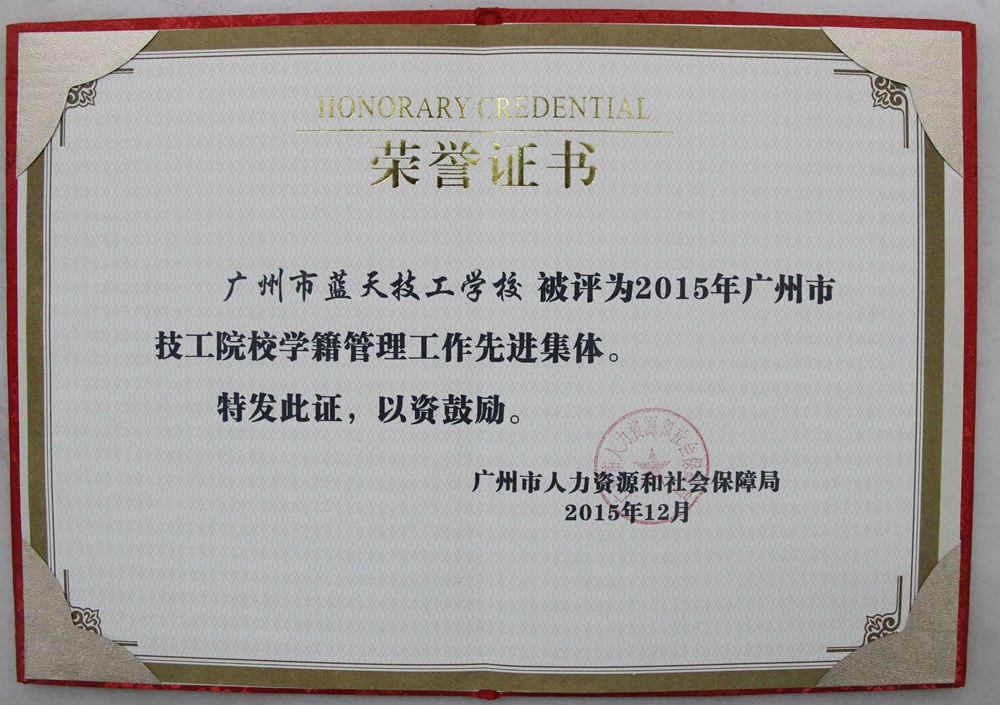 HONORARY CREDENTIAL
荣誉证书
广州市蓝天技工学校 被评为2015年广州市
技工院校学籍管理工作先进集体。
特发此证，以资鼓励。
广州市人力资源和社会保障局
2015年12月